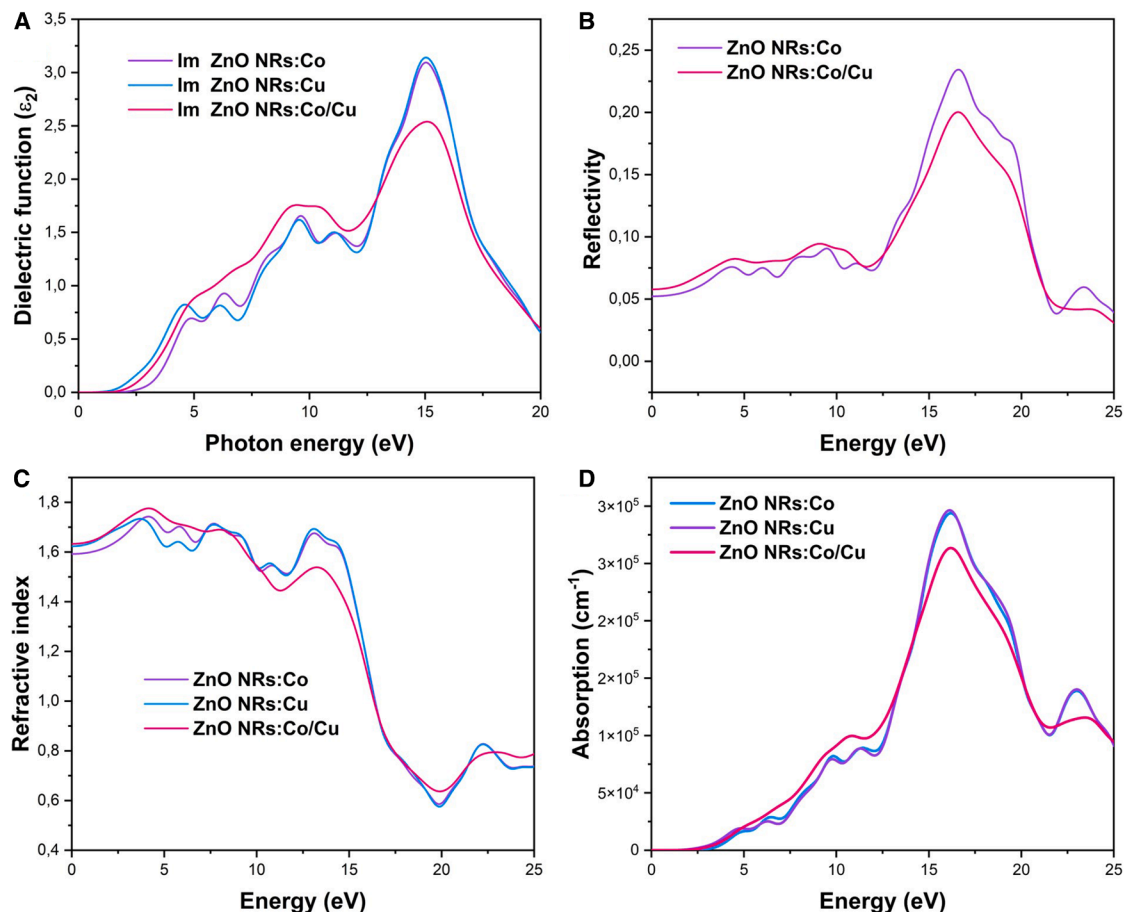 A
Dielectric function (ε₂)
3,5
3,0
2,5
2,0
1,5
1,0
0,5
0,0
Im ZnO NRs:Co
Im ZnO NRs:Cu
Im ZnO NRs:Co/Cu
0 5 10 15 20
Photon energy (eV)
B
Reflectivity
0,25
0,20
0,15
0,10
0,05
0,00
ZnO NRs:Co
ZnO NRs:Co/Cu
0 5 10 15 20 25
Energy (eV)
C
Refractive index
1,8
1,6
1,4
1,2
1,0
0,8
0,6
0,4
ZnO NRs:Co
ZnO NRs:Cu
ZnO NRs:Co/Cu
0 5 10 15 20 25
Energy (eV)
D
Absorption (cm⁻¹)
3×10⁵
3×10⁵
2×10⁵
2×10⁵
1×10⁵
5×10⁴
0
ZnO NRs:Co
ZnO NRs:Cu
ZnO NRs:Co/Cu
0 5 10 15 20 25
Energy (eV)